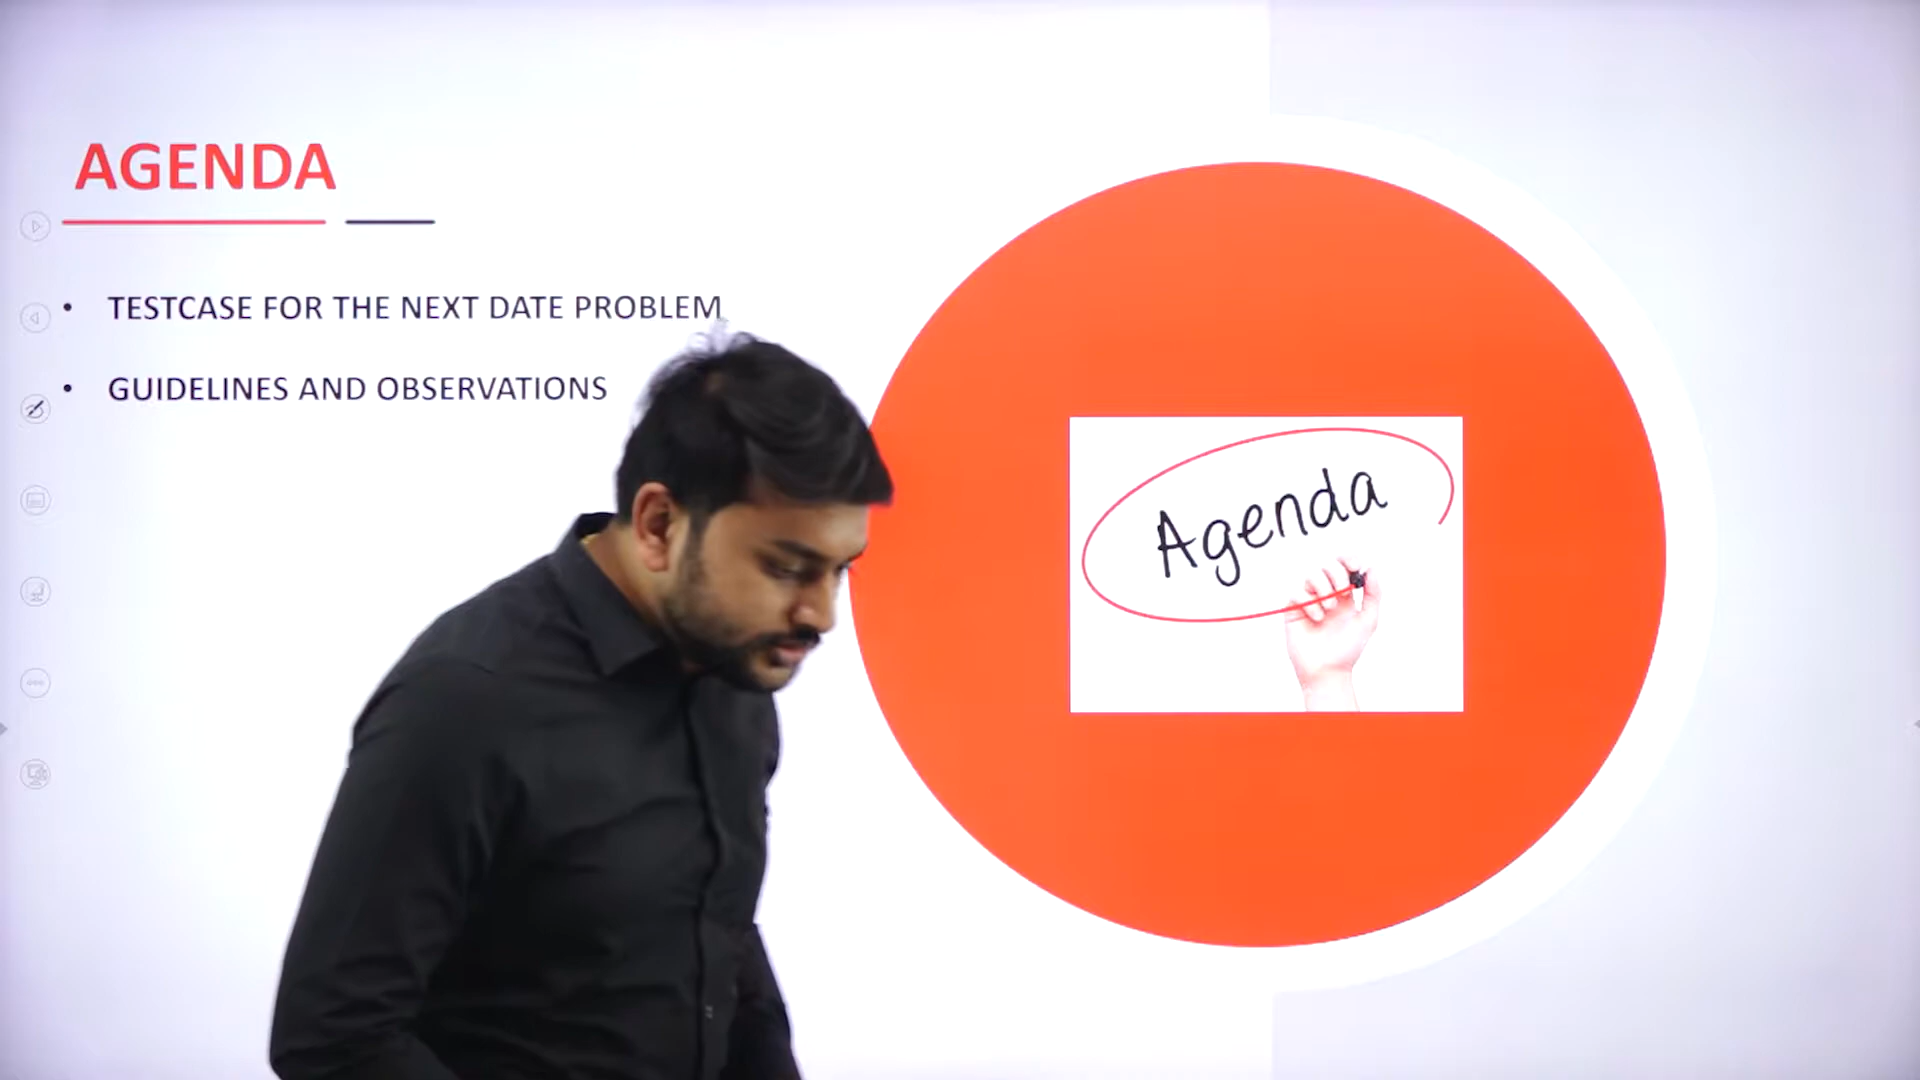 AGENDA
• TESTCASE FOR THE NEXT DATE PROBLEM
• GUIDELINES AND OBSERVATIONS
Agenda